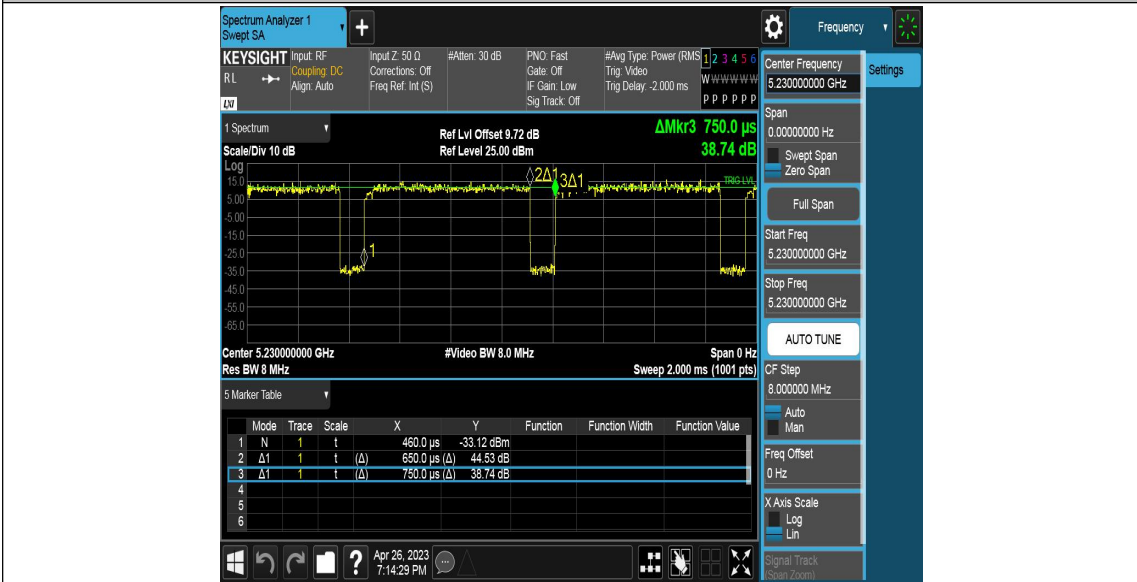 Spectrum Analyzer 1
Swept SA
+
Frequency
KEYSIGHT Input: RF
R L
Coupling: DC
Align: Auto
LXI
Input Z: 50 Ω
Corrections: Off
Freq Ref: Int (S)
#Atten: 30 dB
PNO: Fast
Gate: Off
IF Gain: Low
Sig Track: Off
#Avg Type: Power (RMS
Trig: Video
Trig Delay: -2.000 ms
1 2 3 4 5 6
W W W W W W
P P P P P P
Center Frequency
5.230000000 GHz
Settings
Span
0.00000000 Hz
Swept Span
Zero Span
Full Span
Start Freq
5.230000000 GHz
Stop Freq
5.230000000 GHz
AUTO TUNE
CF Step
8.000000 MHz
Auto
Man
Freq Offset
0 Hz
X Axis Scale
Log
Lin
Signal Track
(Span Zoom)
1 Spectrum
Scale/Div 10 dB
Log
Ref Lvl Offset 9.72 dB
Ref Level 25.00 dBm
ΔMkr3 750.0 µs
38.74 dB
15.0
5.00
-5.00
-15.0
-25.0
-35.0
-45.0
-55.0
-65.0
2Δ1
3Δ1
TRIG LVL
1
Center 5.230000000 GHz
Res BW 8 MHz
#Video BW 8.0 MHz
Span 0 Hz
Sweep 2.000 ms (1001 pts)
5 Marker Table
Mode Trace Scale X Y Function Function Width Function Value
1 N 1 t 460.0 µs -33.12 dBm
2 Δ1 1 t (Δ) 650.0 µs (Δ) 44.53 dB
3 Δ1 1 t (Δ) 750.0 µs (Δ) 38.74 dB
4
5
6
?
Apr 26, 2023
7:14:29 PM